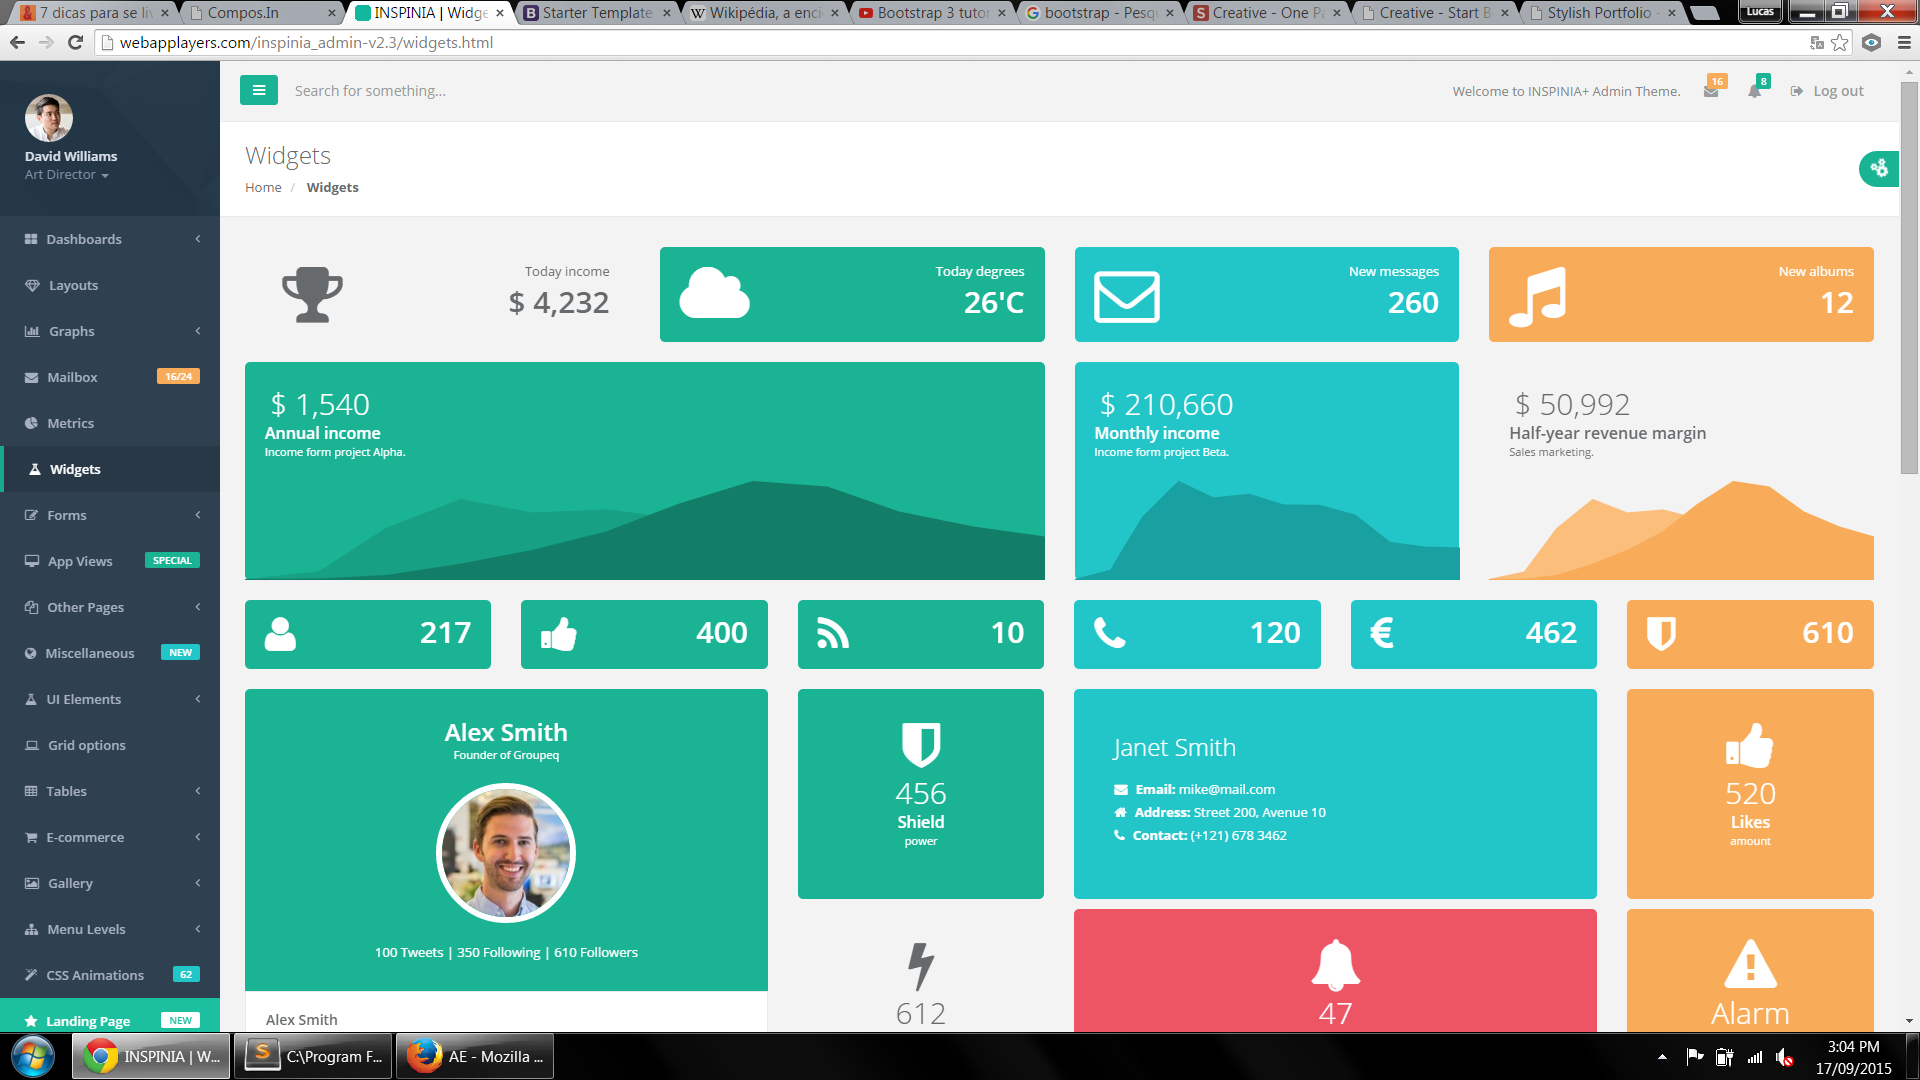 7 dicas para se li
Compos.In
INSPINIA | Widge
Starter Template
Wikipédia, a enci
Bootstrap 3 tutor
bootstrap - Pesqu
Creative - One Pa
Creative - Start B
Stylish Portfolio -
Lucas
webapplayers.com/inspinia_admin-v2.3/widgets.html
David Williams
Art Director
Dashboards
Layouts
Graphs
Mailbox 16/24
Metrics
Widgets
Forms
App Views SPECIAL
Other Pages
Miscellaneous NEW
UI Elements
Grid options
Tables
E-commerce
Gallery
Menu Levels
CSS Animations 62
Landing Page NEW
Search for something...
Welcome to INSPINIA+ Admin Theme. 16 8 Log out
Widgets
Home / Widgets
Today income
$ 4,232
Today degrees
26'C
New messages
260
New albums
12
$ 1,540
Annual income
Income form project Alpha.
$ 210,660
Monthly income
Income form project Beta.
$ 50,992
Half-year revenue margin
Sales marketing.
217
400
10
120
€ 462
610
Alex Smith
Founder of Groupeq
100 Tweets | 350 Following | 610 Followers
Alex Smith
456
Shield
power
612
Janet Smith
Email: mike@mail.com
Address: Street 200, Avenue 10
Contact: (+121) 678 3462
47
520
Likes
amount
Alarm
INSPINIA | W...
C:\Program F...
AE - Mozilla ...
3:04 PM
17/09/2015